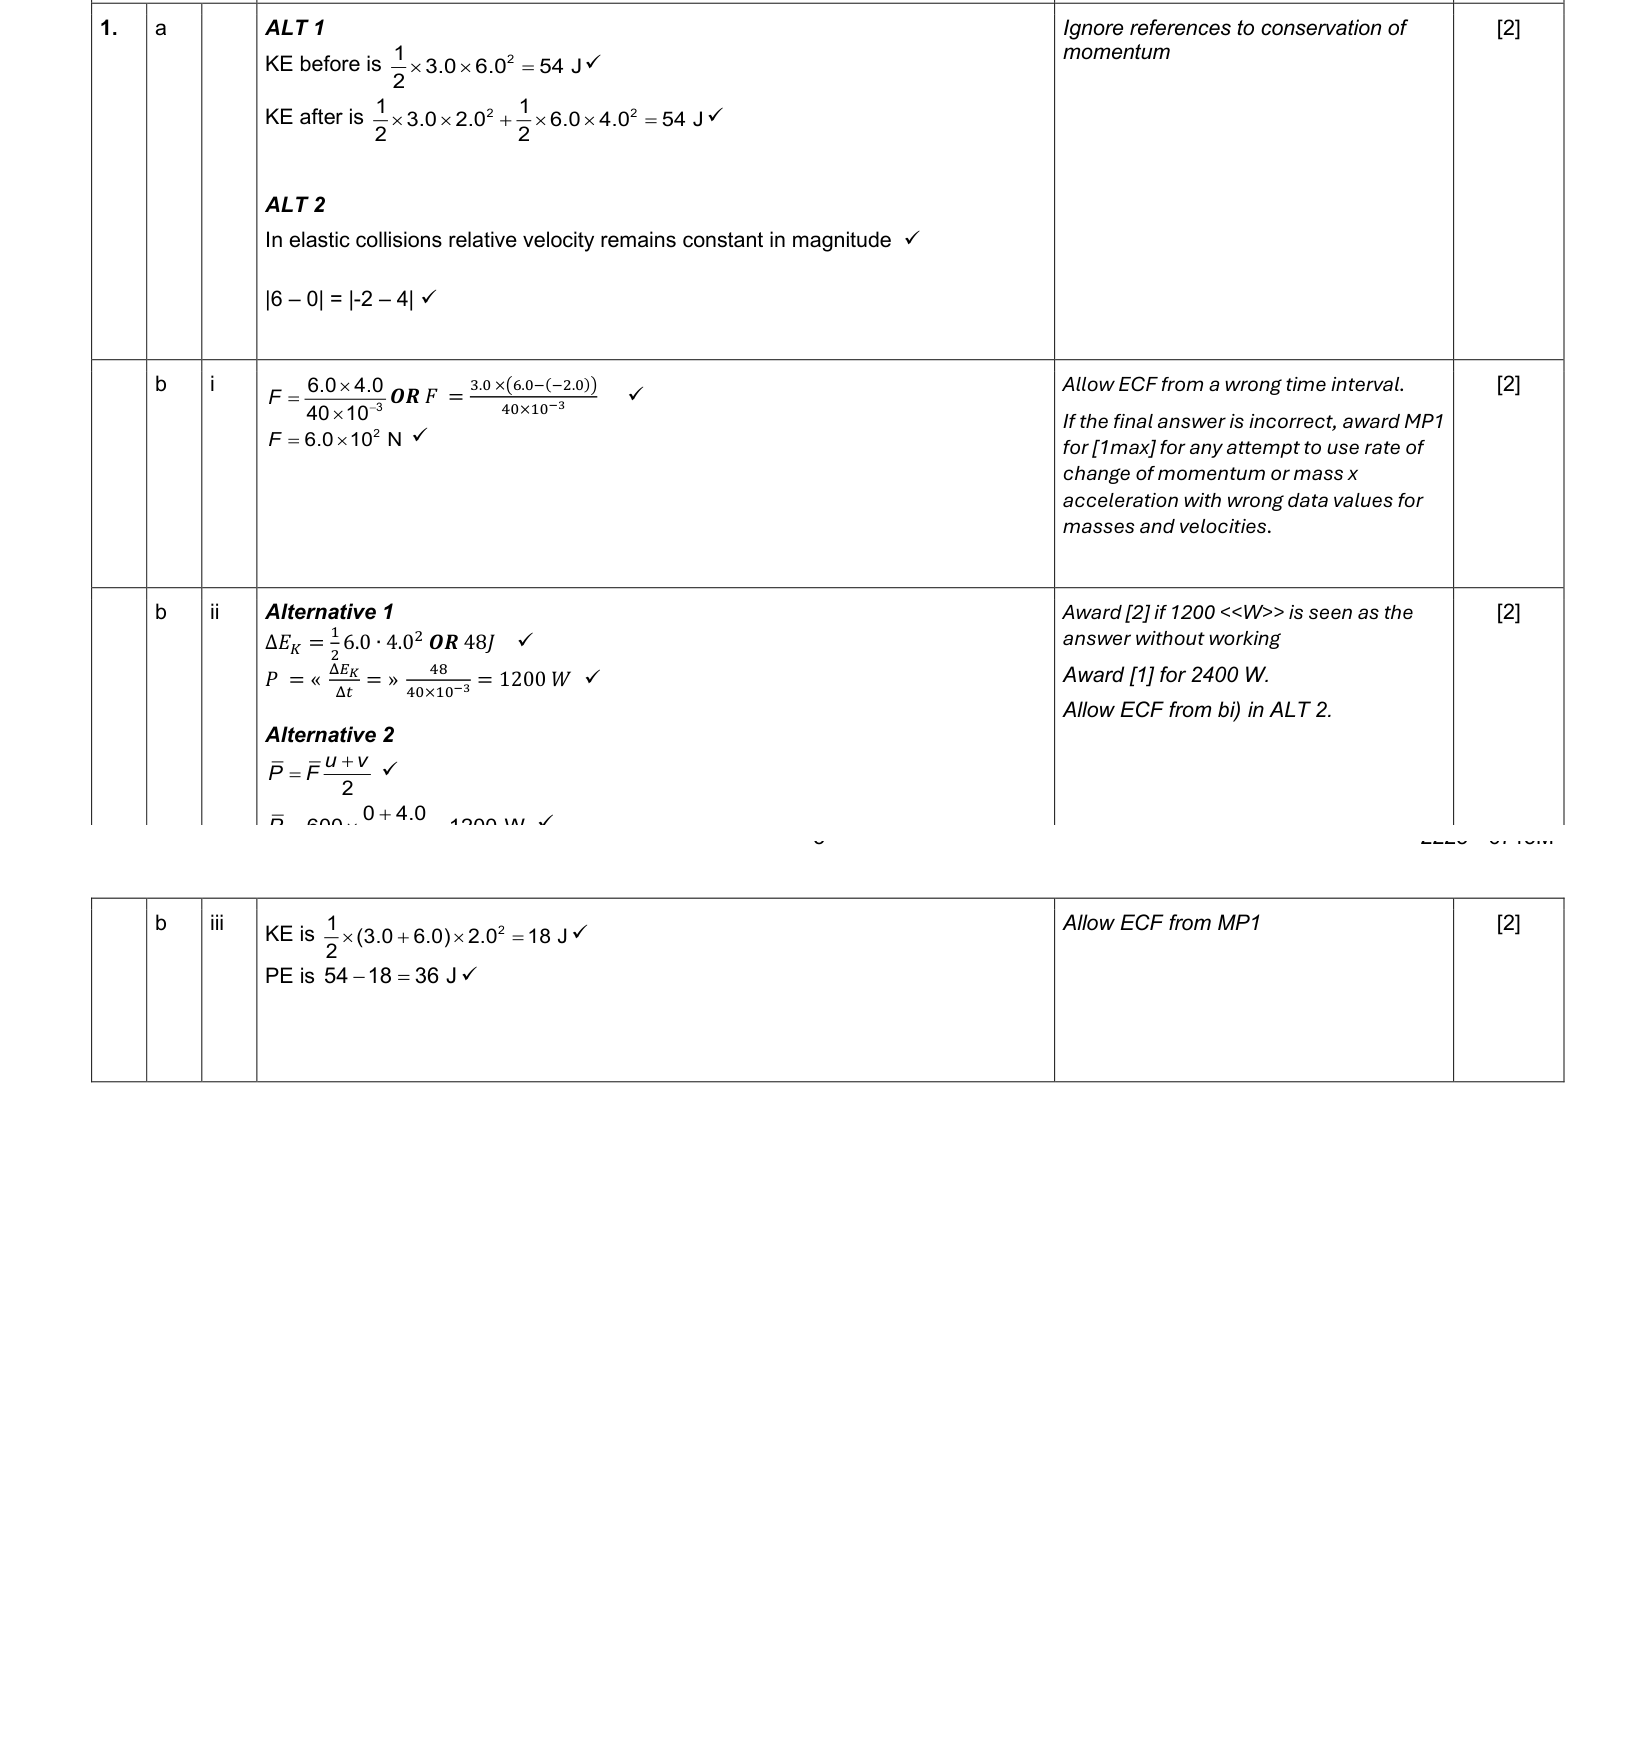 1. a ALT 1 Ignore references to conservation of momentum [2]
KE before is 1/2 × 3.0 × 6.0² = 54 J ✓
KE after is 1/2 × 3.0 × 2.0² + 1/2 × 6.0 × 4.0² = 54 J ✓
ALT 2
In elastic collisions relative velocity remains constant in magnitude ✓
|6 – 0| = |-2 – 4| ✓
b i F = 6.0 × 4.0 / 40 × 10⁻³ OR F = 3.0 × (6.0−(−2.0)) / 40×10⁻³ ✓ [2]
F = 6.0 × 10² N ✓
Allow ECF from a wrong time interval.
If the final answer is incorrect, award MP1
for [1max] for any attempt to use rate of
change of momentum or mass x
acceleration with wrong data values for
masses and velocities.
b ii Alternative 1 [2]
ΔE_K = 1/2 6.0 · 4.0² OR 48J ✓
P = « ΔE_K / Δt = » 48 / 40×10⁻³ = 1200 W ✓
Alternative 2
P̅ = F̅ u + v / 2 ✓
0 + 4.0
Award [2] if 1200 <<W>> is seen as the
answer without working
Award [1] for 2400 W.
Allow ECF from bi) in ALT 2.
b iii KE is 1/2 × (3.0 + 6.0) × 2.0² = 18 J ✓ Allow ECF from MP1 [2]
PE is 54 – 18 = 36 J ✓